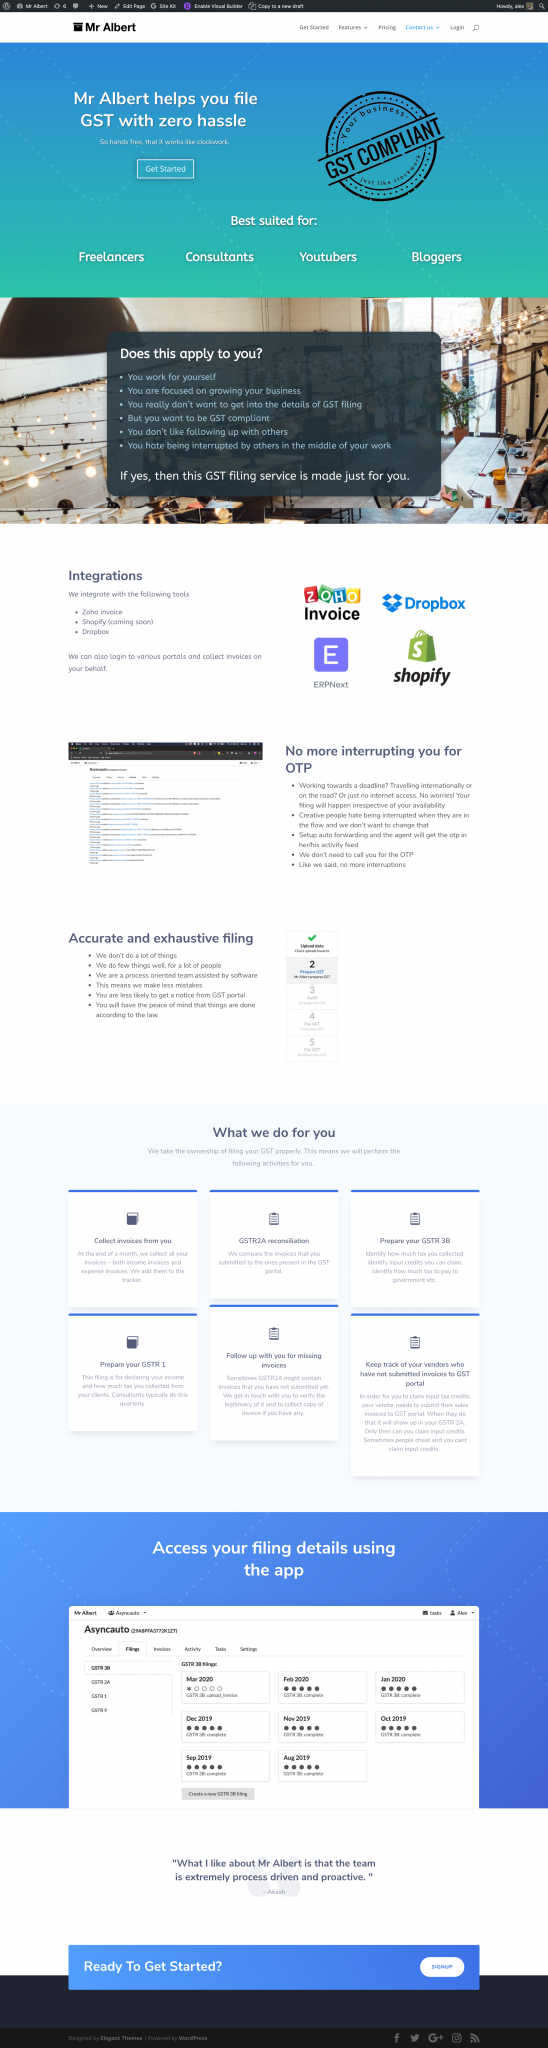 Mr Albert 6 New Edit Page Site Kit Enable Visual Builder Copy to a new draft Howdy, alex
Mr Albert
Get Started Features Pricing Contact us Login
Mr Albert helps you file
GST with zero hassle
So hands free, that it works like clockwork.
Get Started
Your business.
GST COMPLIANT
just like clockwork
Best suited for:
Freelancers Consultants Youtubers Bloggers
Does this apply to you?
You work for yourself
You are focused on growing your business
You really don't want to get into the details of GST filing
But you want to be GST compliant
You don't like following up with others
You hate being interrupted by others in the middle of your work
If yes, then this GST filing service is made just for you.
Integrations
We integrate with the following tools
Zoho invoice
Shopify (coming soon)
Dropbox
We can also login to various portals and collect invoices on
your behalf.
ZOHO
Invoice
Dropbox
E
ERPNext
shopify
Asyncauto
No more interrupting you for
OTP
Working towards a deadline? Travelling internationally or
on the road? Or just no internet access. No worries! Your
filing will happen irrespective of your availability
Creative people hate being interrupted when they are in
the flow and we don't want to change that
Setup auto forwarding and the agent will get the otp in
her/his activity feed
We don't need to call you for the OTP
Like we said, no more interruptions
Accurate and exhaustive filing
We don't do a lot of things
We do few things well, for a lot of people
We are a process oriented team assisted by software
This means we make less mistakes
You are less likely to get a notice from GST portal
You will have the peace of mind that things are done
according to the law
Upload data
Client uploads invoices
2
Prepare GST
Mr Albert prepares GST
3
Audit
4
Pay GST
5
File GST
What we do for you
We take the ownership of filing your GST properly. This means we will perform the
following activities for you.
Collect invoices from you
At the end of a month, we collect all your
invoices – both income invoices and
expense invoices. We add them to the
tracker.
GSTR2A reconsiliation
We compare the invoices that you
submitted to the ones present in the GST
portal.
Prepare your GSTR 3B
Identify how much tax you collected,
identify input credits you can claim,
identify how much tax to pay to
government etc.
Prepare your GSTR 1
This filing is for declaring your income
and how much tax you collected from
your clients. Consultants typically do this
quarterly
Follow up with you for missing
invoices
Sometimes GSTR2A might contain
invoices that you have not submitted yet.
We get in touch with you to verify the
legitimacy of it and to collect copy of
invoice if you have any.
Keep track of your vendors who
have not submitted invoices to GST
portal
In order for you to claim input tax credits,
your vendor needs to submit their sales
invoices to GST portal. When they do
that it will show up in your GSTR 2A.
Only then can you claim input credits.
Sometimes people cheat and you cant
claim input credits.
Access your filing details using
the app
Mr Albert Asyncauto tasks Alex
Asyncauto (29ABPFA3772K1ZT)
Overview Filings Invoices Activity Tasks Settings
GSTR 3B
GSTR 2A
GSTR 1
GSTR 9
GSTR 3B filings:
Mar 2020
GSTR 3B: upload_invoice
Feb 2020
GSTR 3B: complete
Jan 2020
GSTR 3B: complete
Dec 2019
GSTR 3B: complete
Nov 2019
GSTR 3B: complete
Oct 2019
GSTR 3B: complete
Sep 2019
GSTR 3B: complete
Aug 2019
GSTR 3B: complete
Create a new GSTR 3B filing
"What I like about Mr Albert is that the team
is extremely process driven and proactive. "
– Akash
Ready To Get Started?
SIGNUP
Designed by Elegant Themes | Powered by WordPress